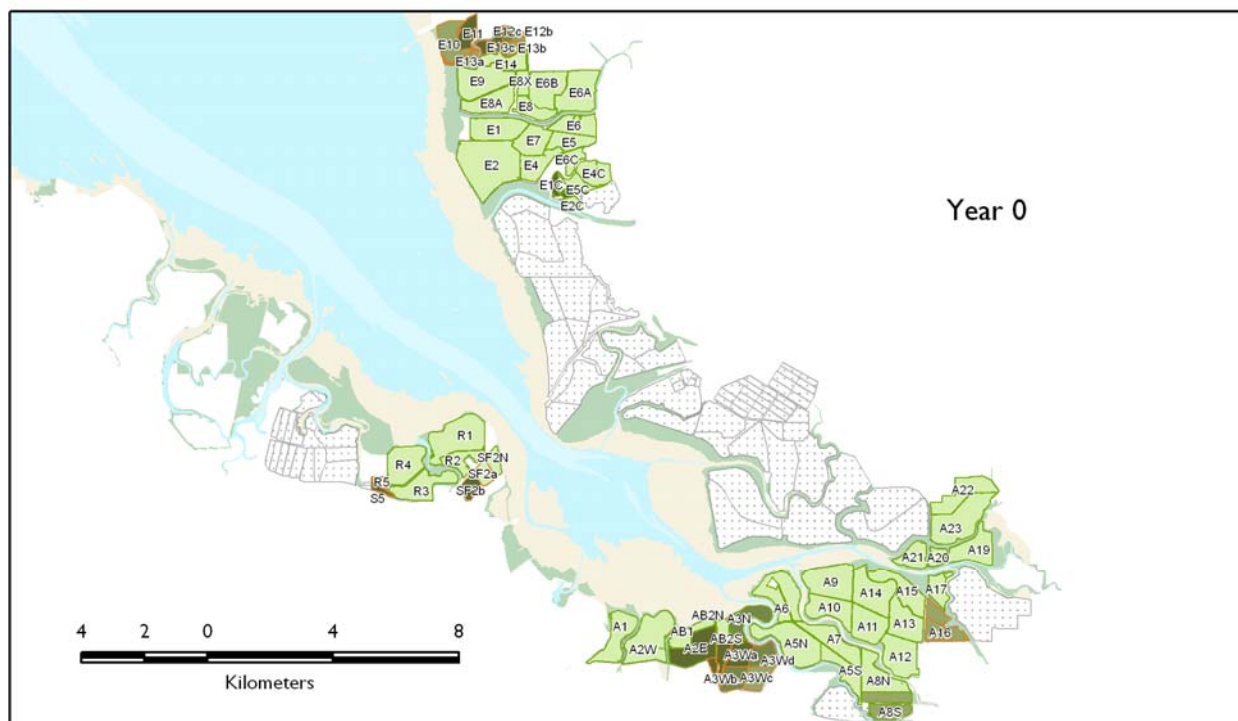 E11
E12c E12b
E10
E13c E13b
E13a
E14
E9
E8X
E6B
E6A
E8A
E8
E1
E6
E7
E5
E2
E4
E6C
E4C
E1C
E5C
E2C
Year 0
R1
R4
R2
SF2N
SF2a
R5
R3
SF2b
S5
A22
A23
A21
A20
A19
A9
A14
A15
A17
A6
A10
A11
A13
A16
AB2N
A3N
A1
AB1
AB2S
A2W
A2E
A3Wa
A3Wd
A5N
A7
A12
A3Wb
A3Wc
A5S
A8N
A8S
4 2 0 4 8
Kilometers